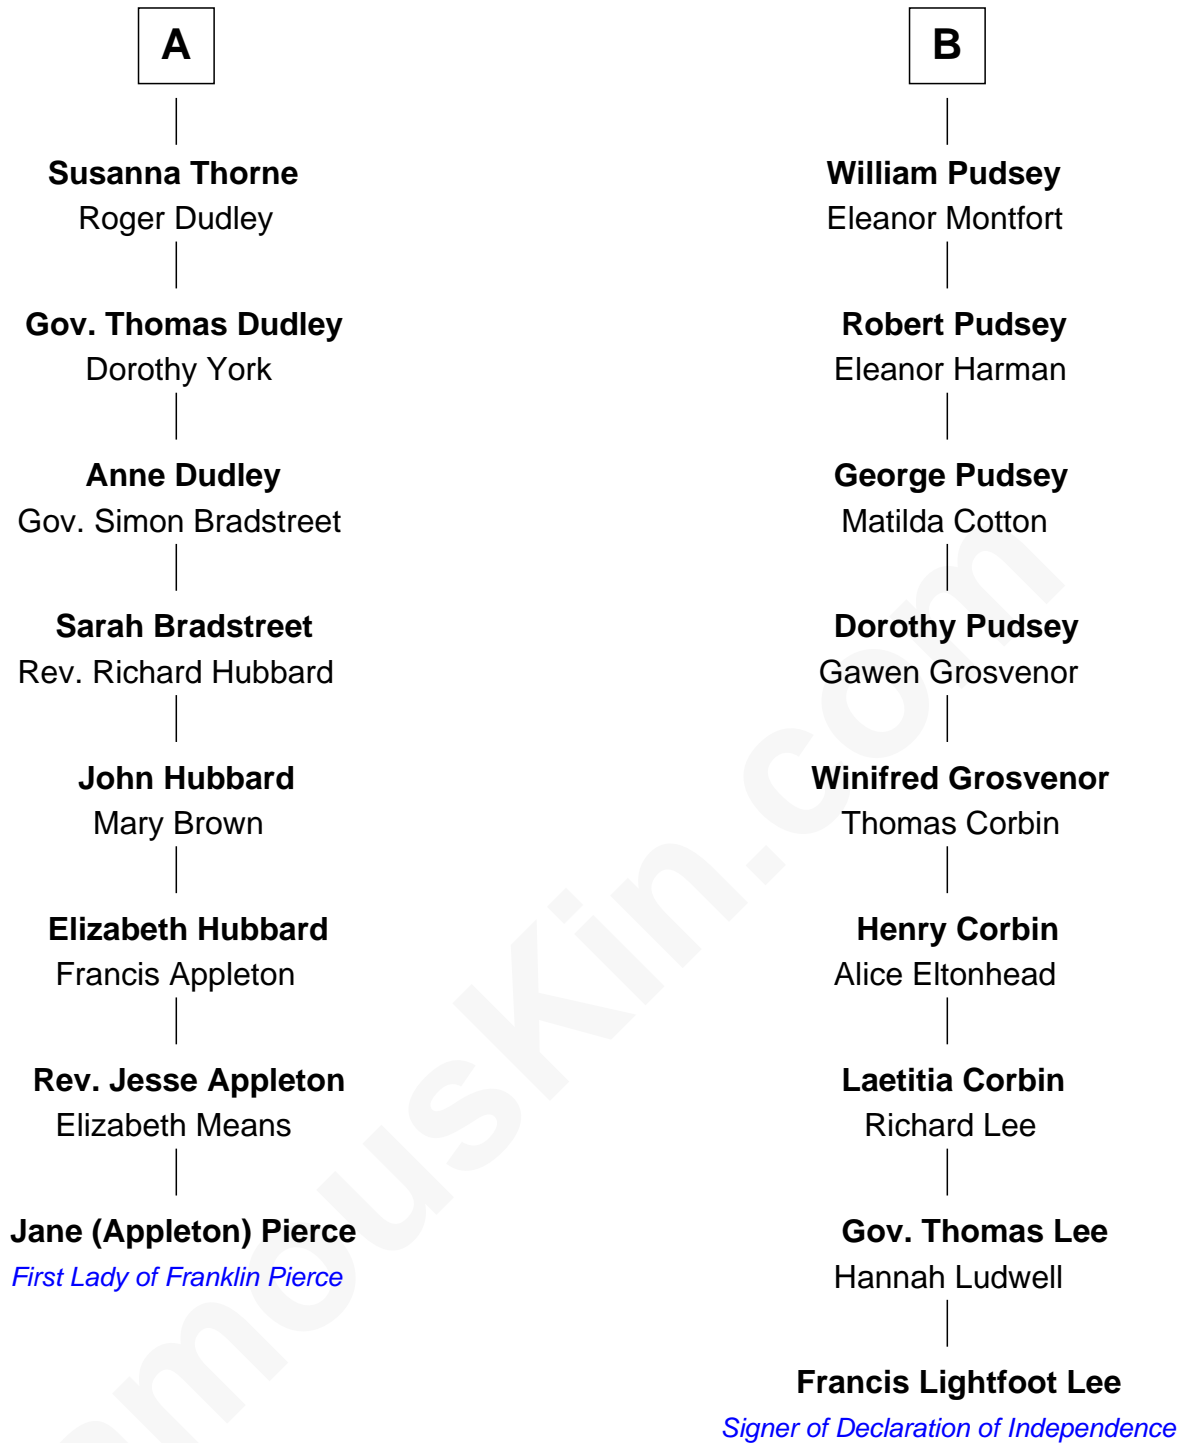 A
Susanna Thorne
Roger Dudley
Gov. Thomas Dudley
Dorothy York
Anne Dudley
Gov. Simon Bradstreet
Sarah Bradstreet
Rev. Richard Hubbard
John Hubbard
Mary Brown
Elizabeth Hubbard
Francis Appleton
Rev. Jesse Appleton
Elizabeth Means
Jane (Appleton) Pierce
First Lady of Franklin Pierce
B
William Pudsey
Eleanor Montfort
Robert Pudsey
Eleanor Harman
George Pudsey
Matilda Cotton
Dorothy Pudsey
Gawen Grosvenor
Winifred Grosvenor
Thomas Corbin
Henry Corbin
Alice Eltonhead
Laetitia Corbin
Richard Lee
Gov. Thomas Lee
Hannah Ludwell
Francis Lightfoot Lee
Signer of Declaration of Independence
amousKin.com